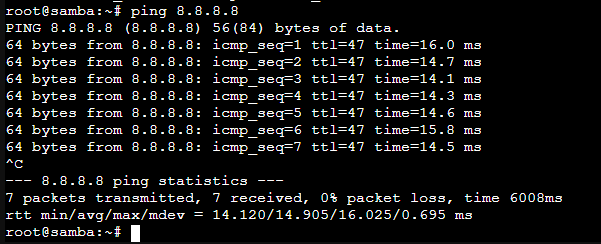 root@samba:~# ping 8.8.8.8
PING 8.8.8.8 (8.8.8.8) 56(84) bytes of data.
64 bytes from 8.8.8.8: icmp_seq=1 ttl=47 time=16.0 ms
64 bytes from 8.8.8.8: icmp_seq=2 ttl=47 time=14.7 ms
64 bytes from 8.8.8.8: icmp_seq=3 ttl=47 time=14.1 ms
64 bytes from 8.8.8.8: icmp_seq=4 ttl=47 time=14.3 ms
64 bytes from 8.8.8.8: icmp_seq=5 ttl=47 time=14.6 ms
64 bytes from 8.8.8.8: icmp_seq=6 ttl=47 time=15.8 ms
64 bytes from 8.8.8.8: icmp_seq=7 ttl=47 time=14.5 ms
^C
--- 8.8.8.8 ping statistics ---
7 packets transmitted, 7 received, 0% packet loss, time 6008ms
rtt min/avg/max/mdev = 14.120/14.905/16.025/0.695 ms
root@samba:~#